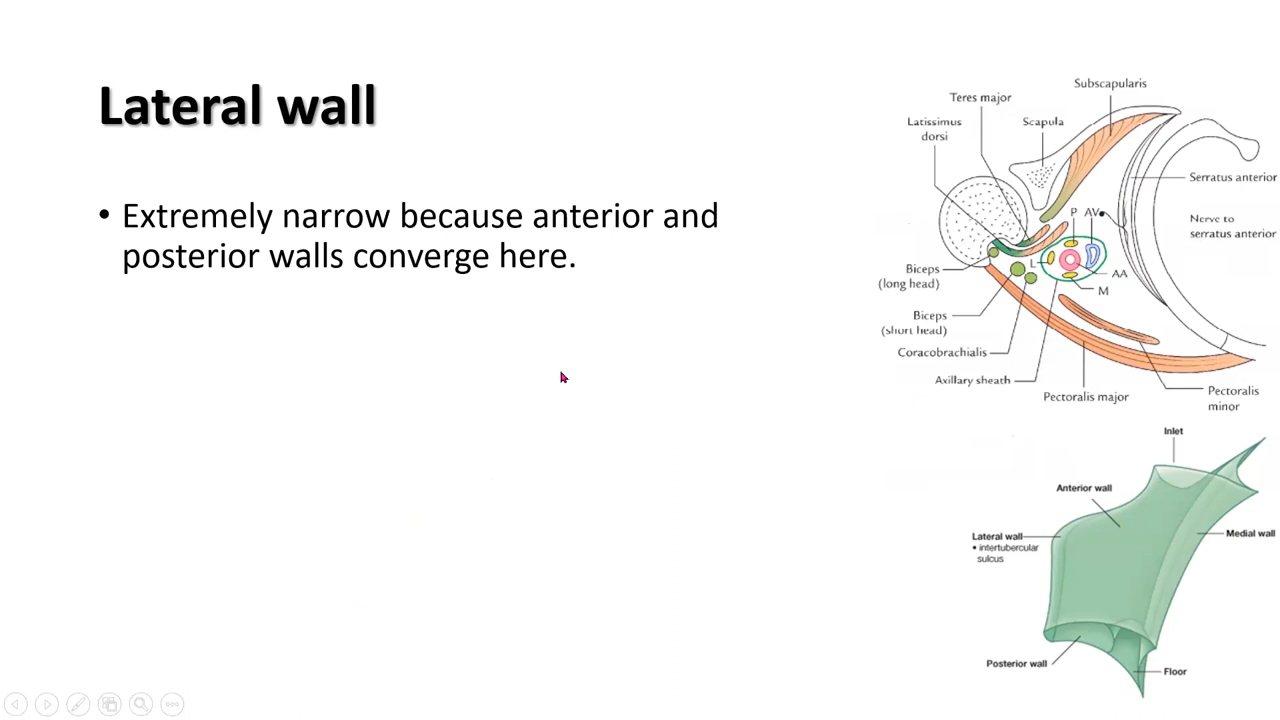 Lateral wall
• Extremely narrow because anterior and
posterior walls converge here.
Subscapularis
Teres major
Latissimus
dorsi
Scapula
Serratus anterior
P AV
Nerve to
serratus anterior
L
AA
M
Biceps
(long head)
Biceps
(short head)
Coracobrachialis
Axillary sheath
Pectoralis major
Pectoralis
minor
Inlet
Anterior wall
Lateral wall
• intertubercular
sulcus
Medial wall
Posterior wall
Floor